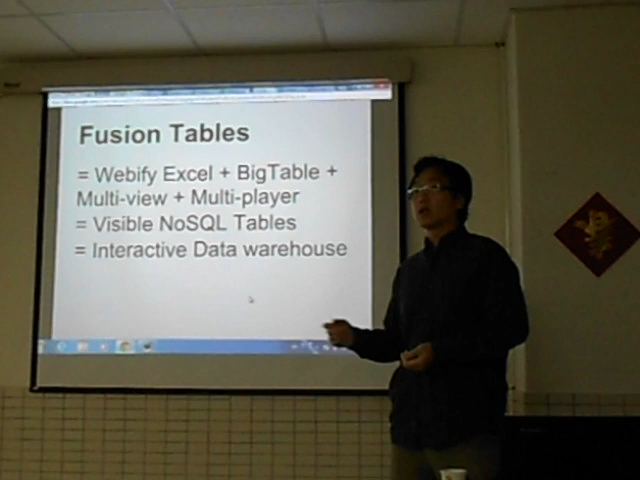 Fusion Tables
= Webify Excel + BigTable +
Multi-view + Multi-player
= Visible NoSQL Tables
= Interactive Data warehouse